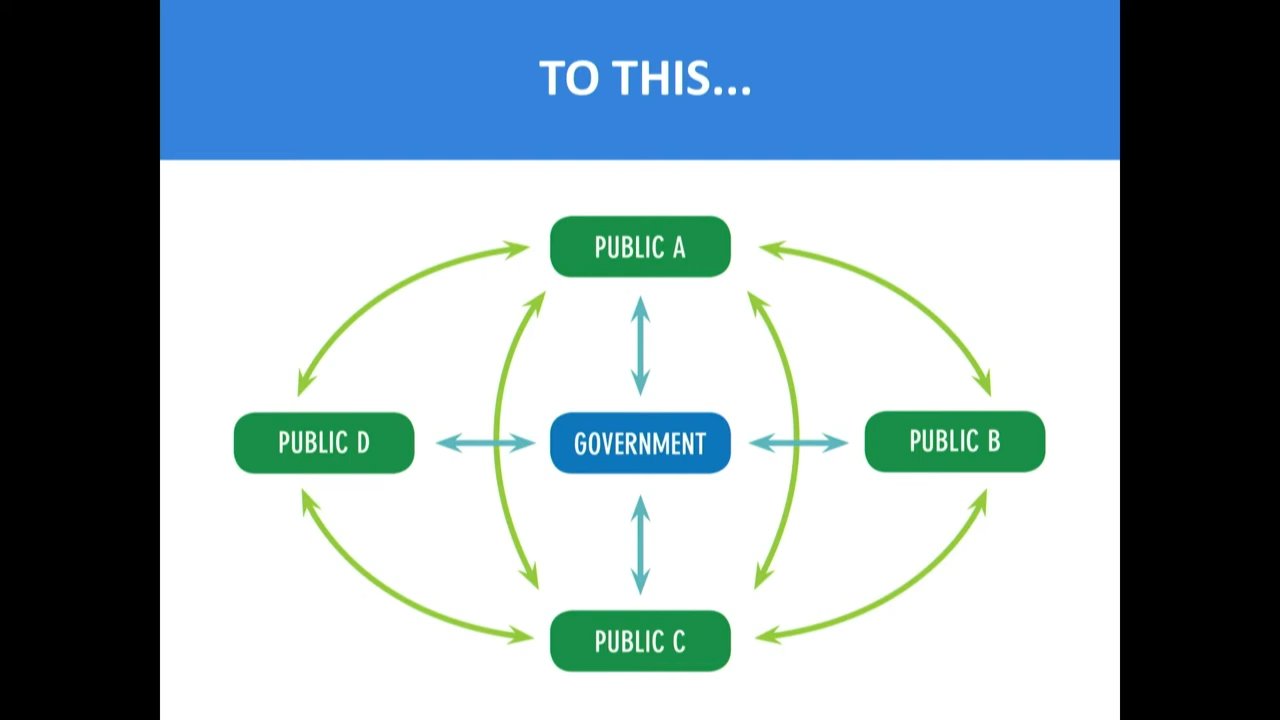 TO THIS...
PUBLIC A
PUBLIC D
GOVERNMENT
PUBLIC B
PUBLIC C